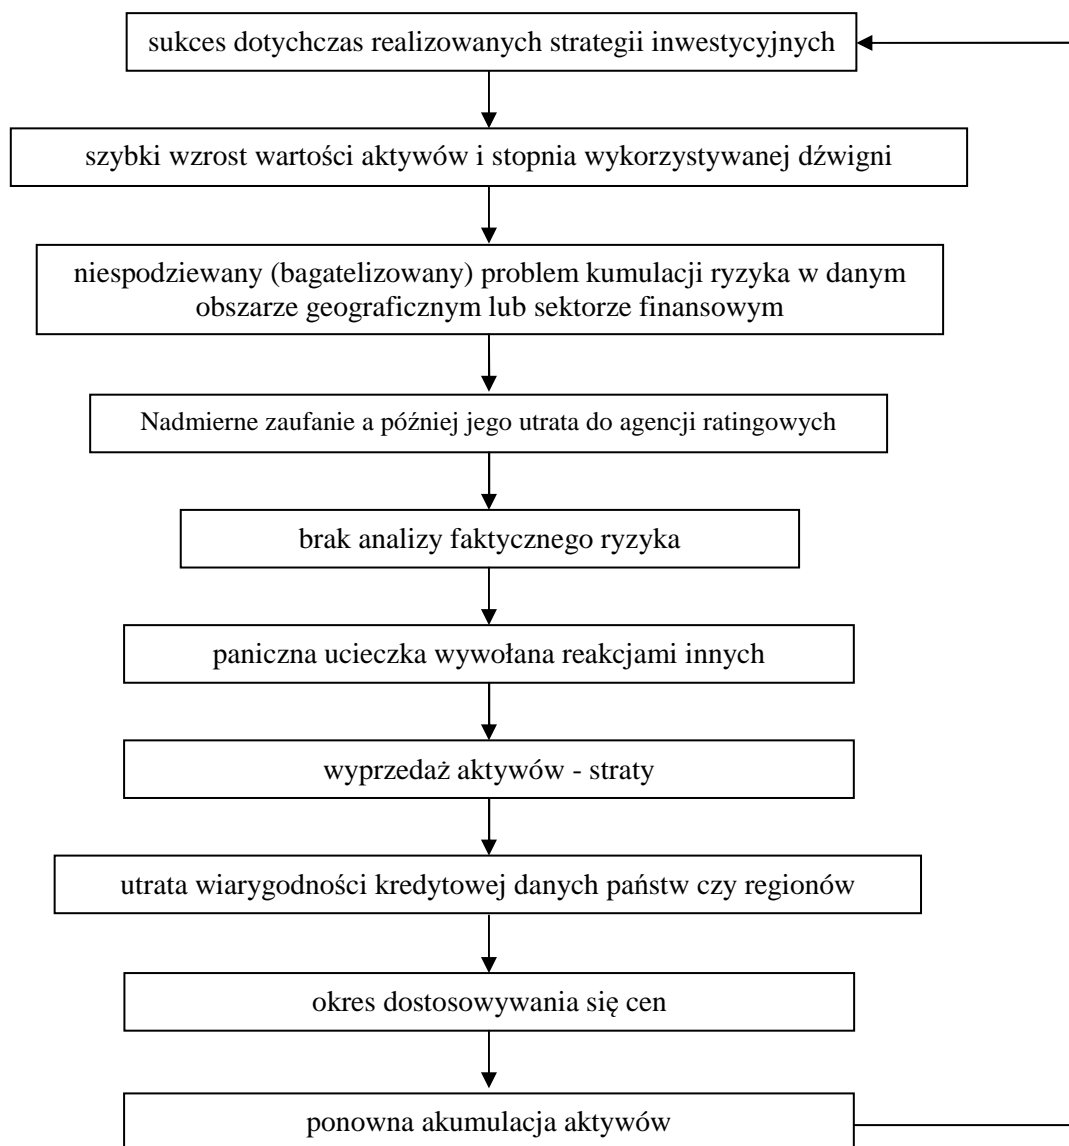 sukces dotychczas realizowanych strategii inwestycyjnych
szybki wzrost wartości aktywów i stopnia wykorzystywanej dźwigni
niespodziewany (bagatelizowany) problem kumulacji ryzyka w danym
obszarze geograficznym lub sektorze finansowym
Nadmierne zaufanie a później jego utrata do agencji ratingowych
brak analizy faktycznego ryzyka
paniczna ucieczka wywołana reakcjami innych
wyprzedaż aktywów - straty
utrata wiarygodności kredytowej danych państw czy regionów
okres dostosowywania się cen
ponowna akumulacja aktywów